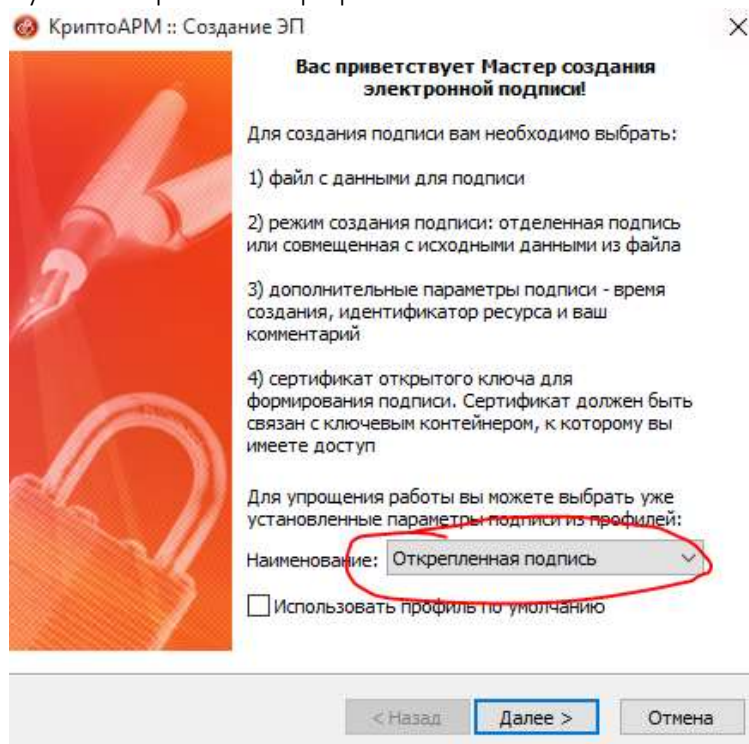 КриптоАРМ :: Создание ЭП
Вас приветствует Мастер создания
электронной подписи!
Для создания подписи вам необходимо выбрать:
1) файл с данными для подписи
2) режим создания подписи: отделенная подпись
или совмещенная с исходными данными из файла
3) дополнительные параметры подписи - время
создания, идентификатор ресурса и ваш
комментарий
4) сертификат открытого ключа для
формирования подписи. Сертификат должен быть
связан с ключевым контейнером, к которому вы
имеете доступ
Для упрощения работы вы можете выбрать уже
установленные параметры подписи из профилей:
Наименование: Открепленная подпись
Использовать профиль по умолчанию
< Назад Далее > Отмена